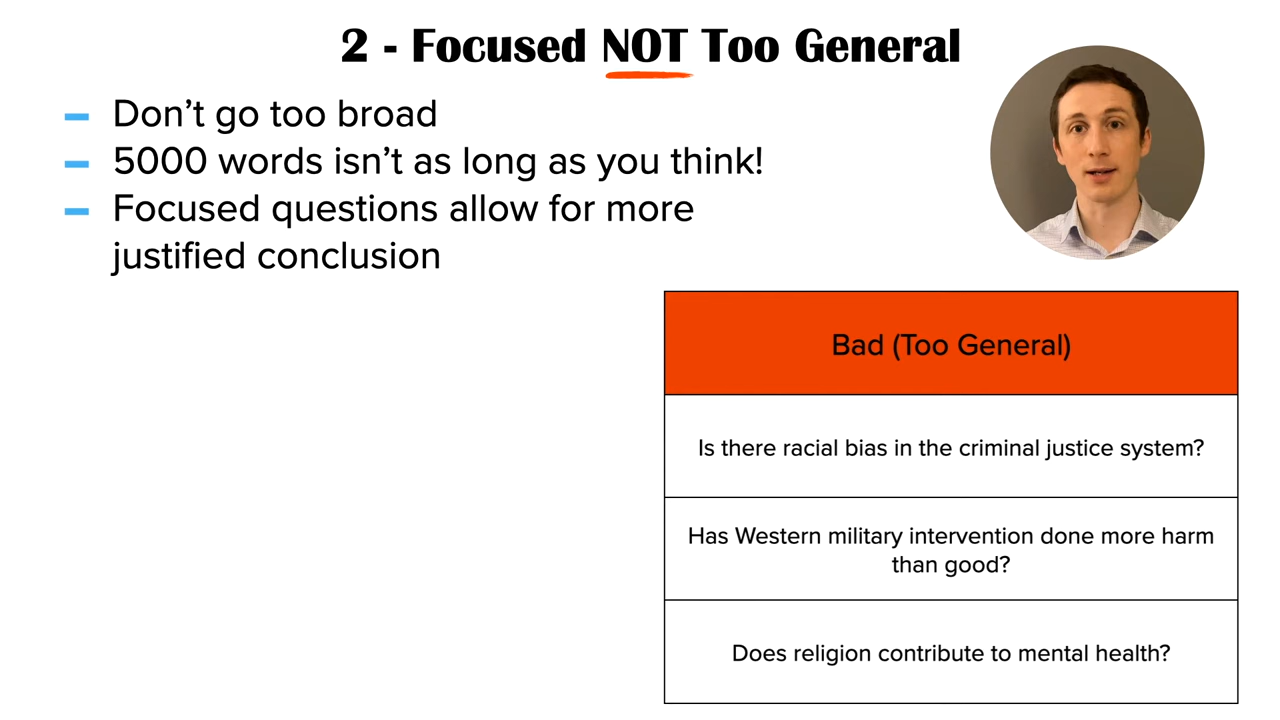 2 - Focused NOT Too General
Don’t go too broad
5000 words isn’t as long as you think!
Focused questions allow for more
justified conclusion
Bad (Too General)
Is there racial bias in the criminal justice system?
Has Western military intervention done more harm
than good?
Does religion contribute to mental health?